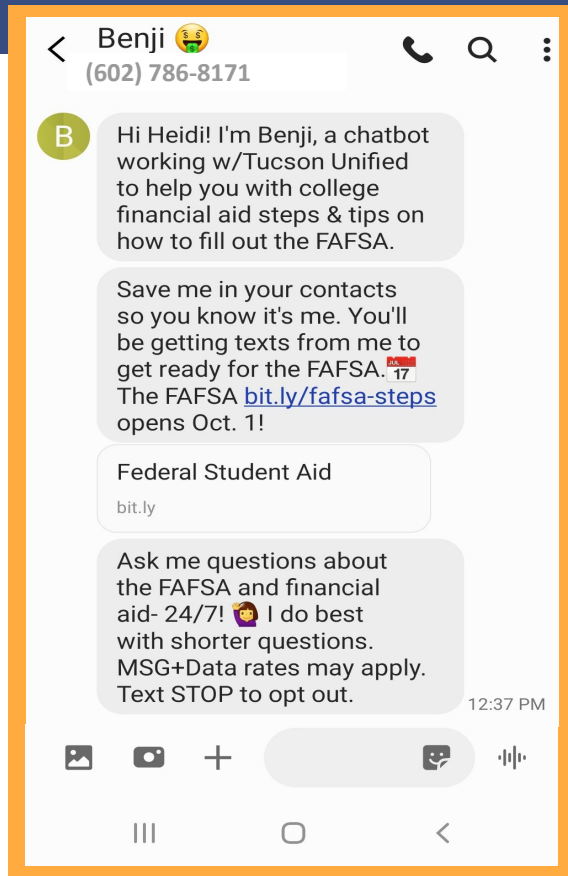 Benji 🤑
(602) 786-8171
B
Hi Heidi! I'm Benji, a chatbot
working w/Tucson Unified
to help you with college
financial aid steps & tips on
how to fill out the FAFSA.
Save me in your contacts
so you know it's me. You'll
be getting texts from me to
get ready for the FAFSA.📅
The FAFSA bit.ly/fafsa-steps
opens Oct. 1!
Federal Student Aid
bit.ly
Ask me questions about
the FAFSA and financial
aid- 24/7! 🙋‍♀️ I do best
with shorter questions.
MSG+Data rates may apply.
Text STOP to opt out.
12:37 PM